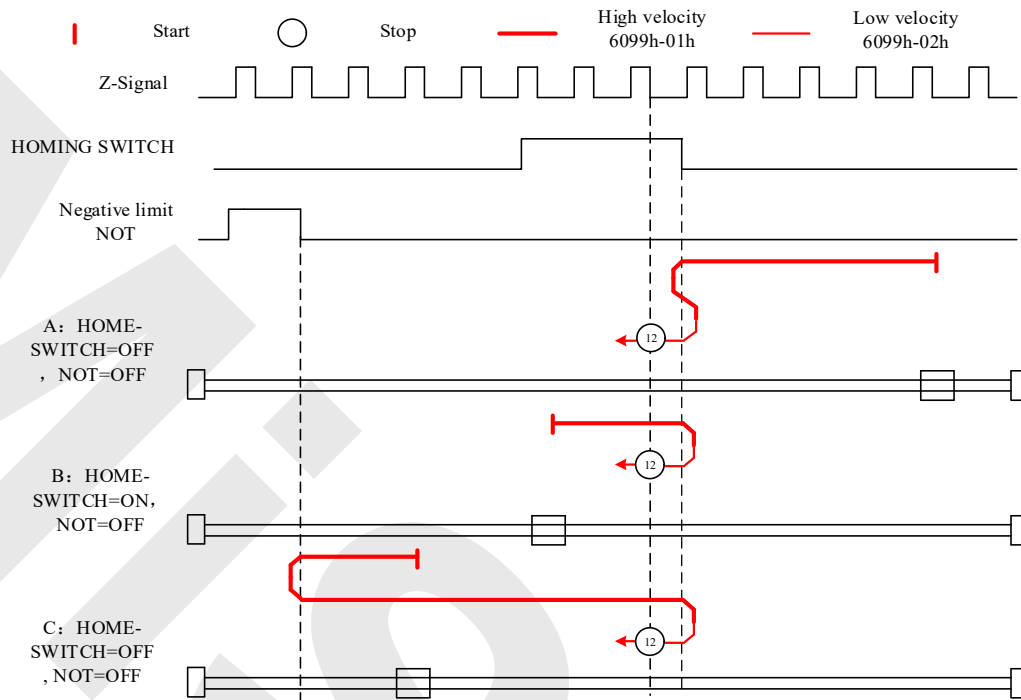 Start Stop High velocity Low velocity
6099h-01h 6099h-02h
Z-Signal
HOMING SWITCH
Negative limit
NOT
A：HOME-
SWITCH=OFF
，NOT=OFF
12
B：HOME-
SWITCH=ON，
NOT=OFF
12
C：HOME-
SWITCH=OFF
, NOT=OFF
12